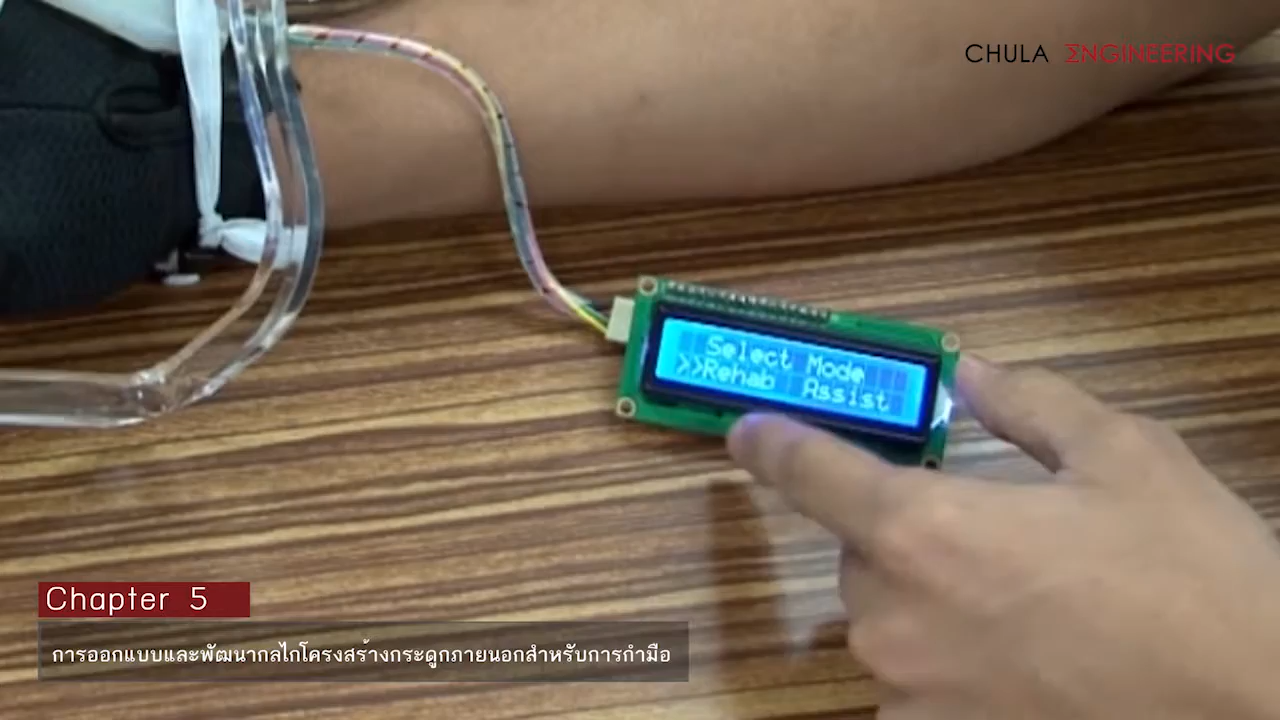 CHULA ΣNGINEERING
Select Mode
>>Rehab Assist
Chapter 5
การออกแบบและพัฒนากลไกโครงสร้างกระดูกภายนอกสำหรับการกำมือ